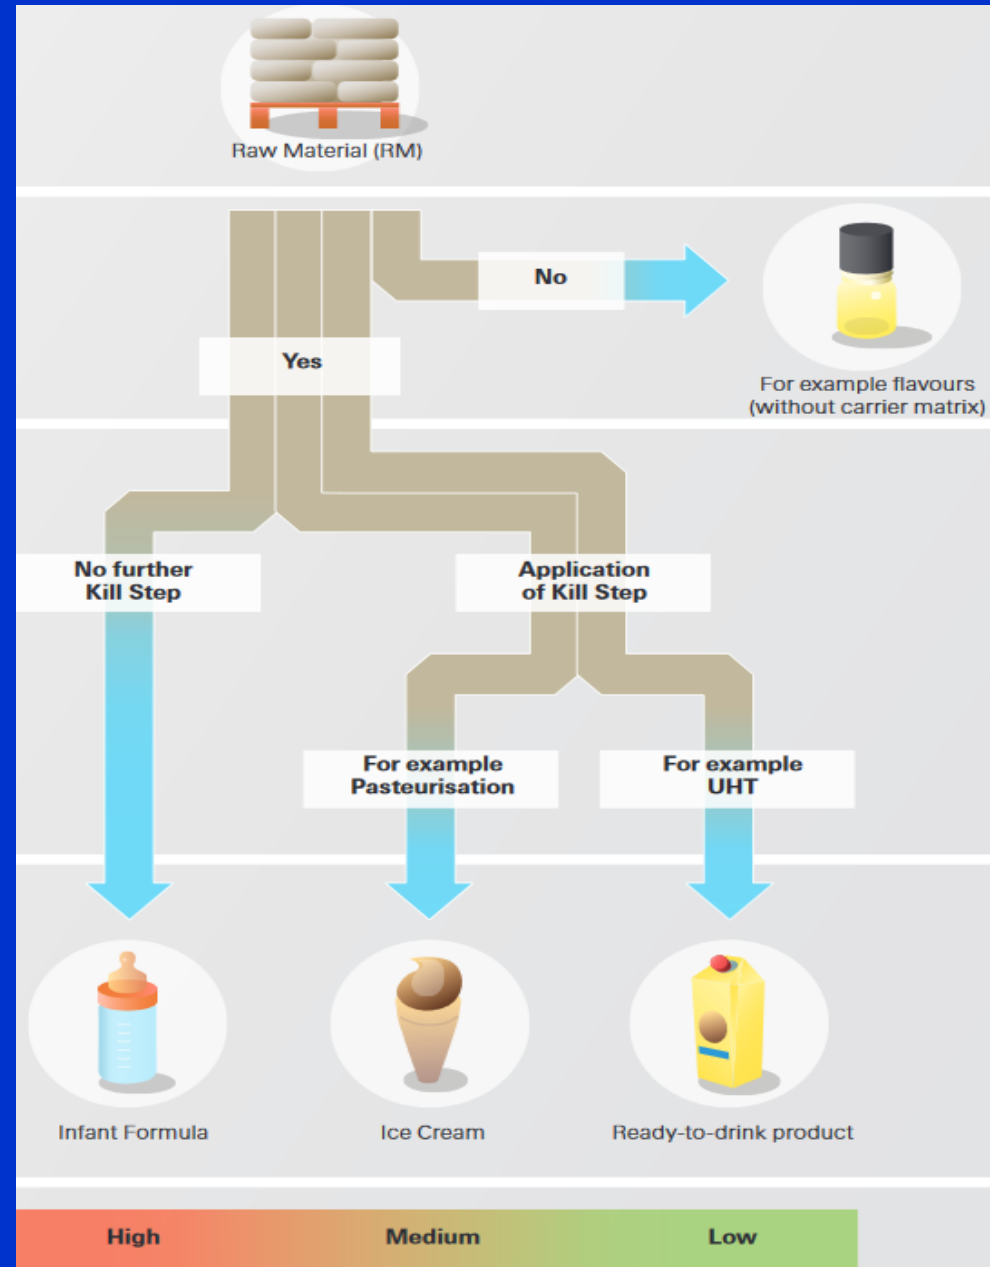 Raw Material (RM)
No
Yes
For example flavours
(without carrier matrix)
No further
Kill Step
Application
of Kill Step
For example
Pasteurisation
For example
UHT
Infant Formula
Ice Cream
Ready-to-drink product
High
Medium
Low